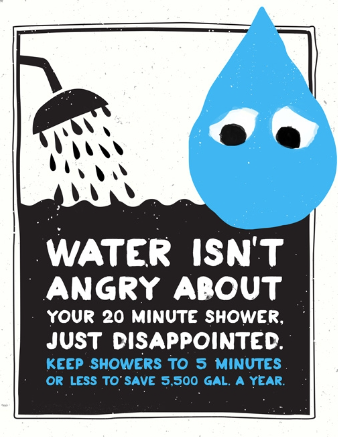 WATER ISN'T
ANGRY ABOUT
YOUR 20 MINUTE SHOWER,
JUST DISAPPOINTED.
KEEP SHOWERS TO 5 MINUTES
OR LESS TO SAVE 5,500 GAL. A YEAR.